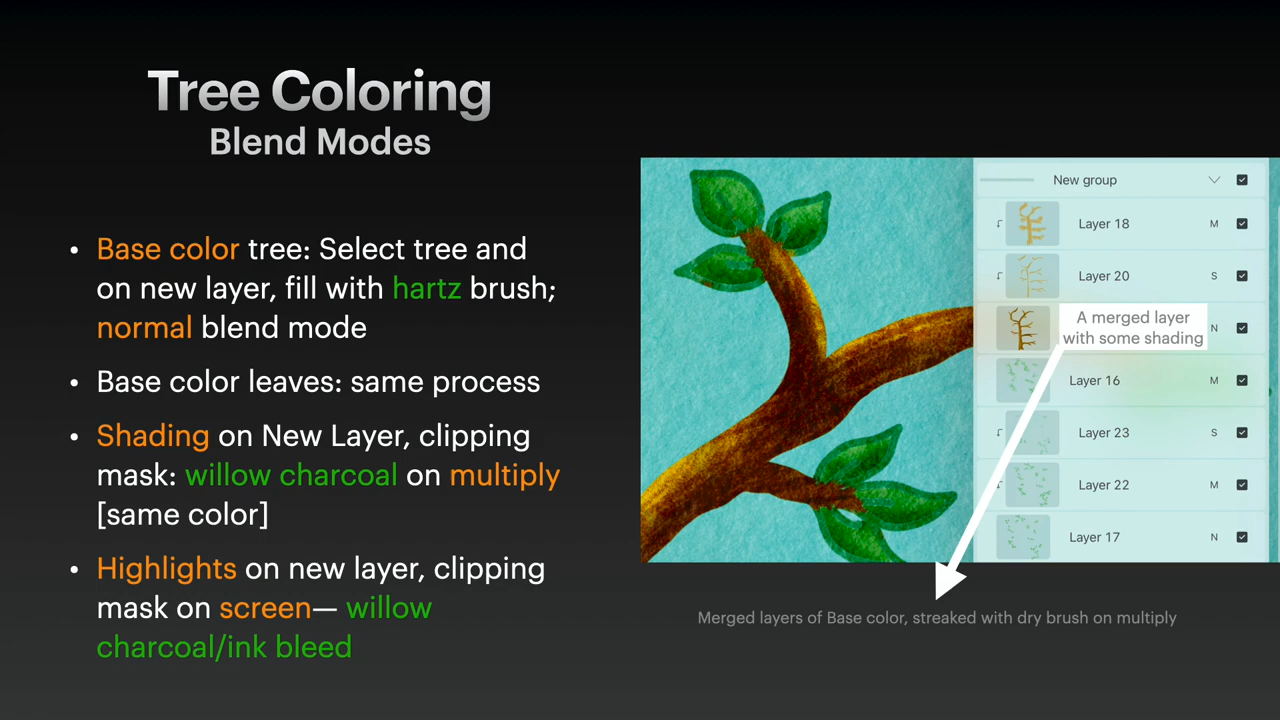 Tree Coloring
Blend Modes
• Base color tree: Select tree and
on new layer, fill with hartz brush;
normal blend mode
• Base color leaves: same process
• Shading on New Layer, clipping
mask: willow charcoal on multiply
[same color]
• Highlights on new layer, clipping
mask on screen— willow
charcoal/ink bleed
New group
Layer 18 M
Layer 20 S
A merged layer
with some shading
N
Layer 16 M
Layer 23 S
Layer 22 M
Layer 17 N
Merged layers of Base color, streaked with dry brush on multiply